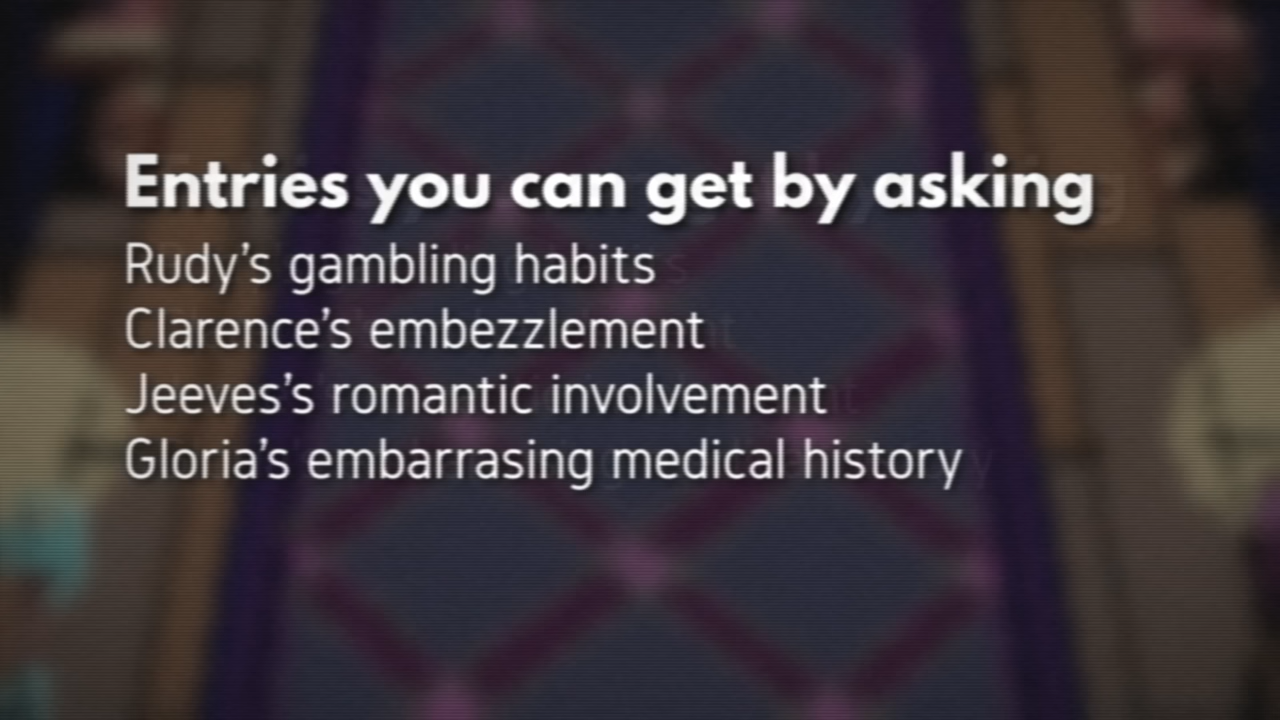 Entries you can get by asking
Rudy’s gambling habits
Clarence’s embezzlement
Jeeves’s romantic involvement
Gloria’s embarrasing medical history